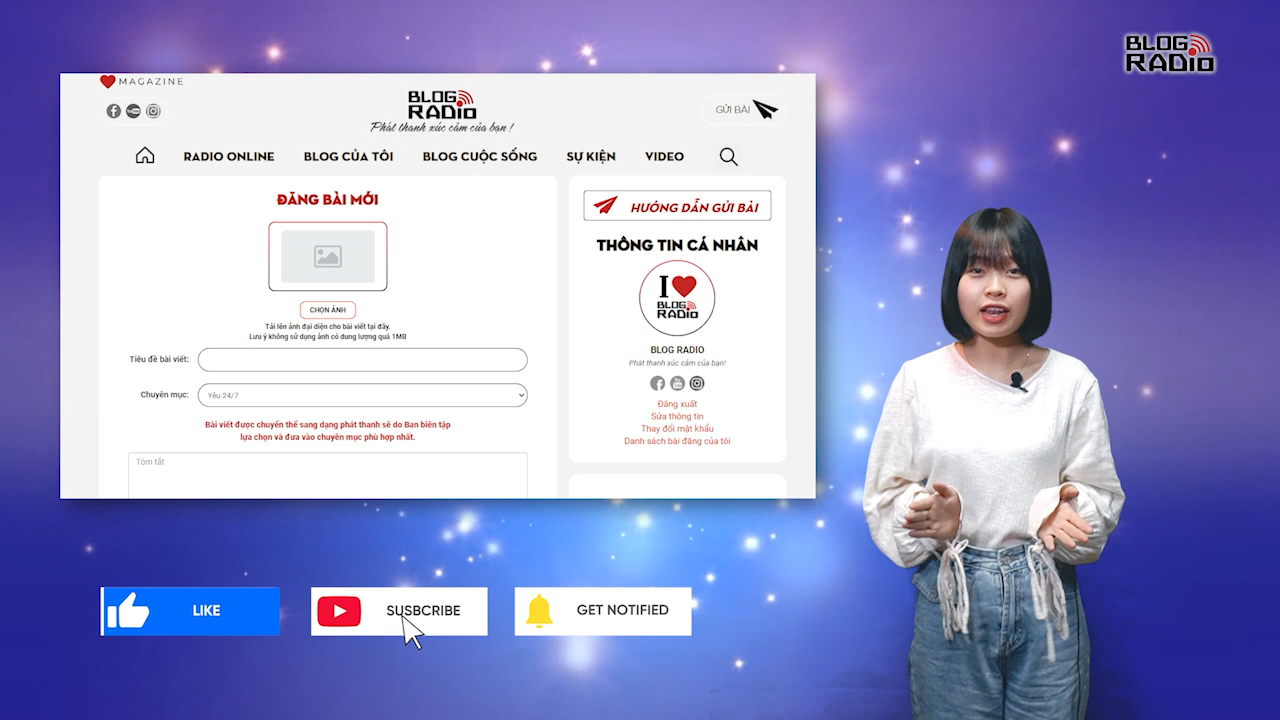 BLOG
RADIO
MAGAZINE
BLOG
RADIO
Phát thanh xúc cảm của bạn !
GỬI BÀI
RADIO ONLINE
BLOG CỦA TÔI
BLOG CUỘC SỐNG
SỰ KIỆN
VIDEO
ĐĂNG BÀI MỚI
CHỌN ẢNH
Tải lên ảnh đại diện cho bài viết tại đây.
Lưu ý không sử dụng ảnh có dung lượng quá 1MB
Tiêu đề bài viết:
Chuyên mục:
Yêu 24/7
Bài viết được chuyển thể sang dạng phát thanh sẽ do Ban biên tập
lựa chọn và đưa vào chuyên mục phù hợp nhất.
Tóm tắt
HƯỚNG DẪN GỬI BÀI
THÔNG TIN CÁ NHÂN
I
BLOG
RADIO
BLOG RADIO
Phát thanh xúc cảm của bạn!
Đăng xuất
Sửa thông tin
Thay đổi mật khẩu
Danh sách bài đăng của tôi
LIKE
SUSBCRIBE
GET NOTIFIED